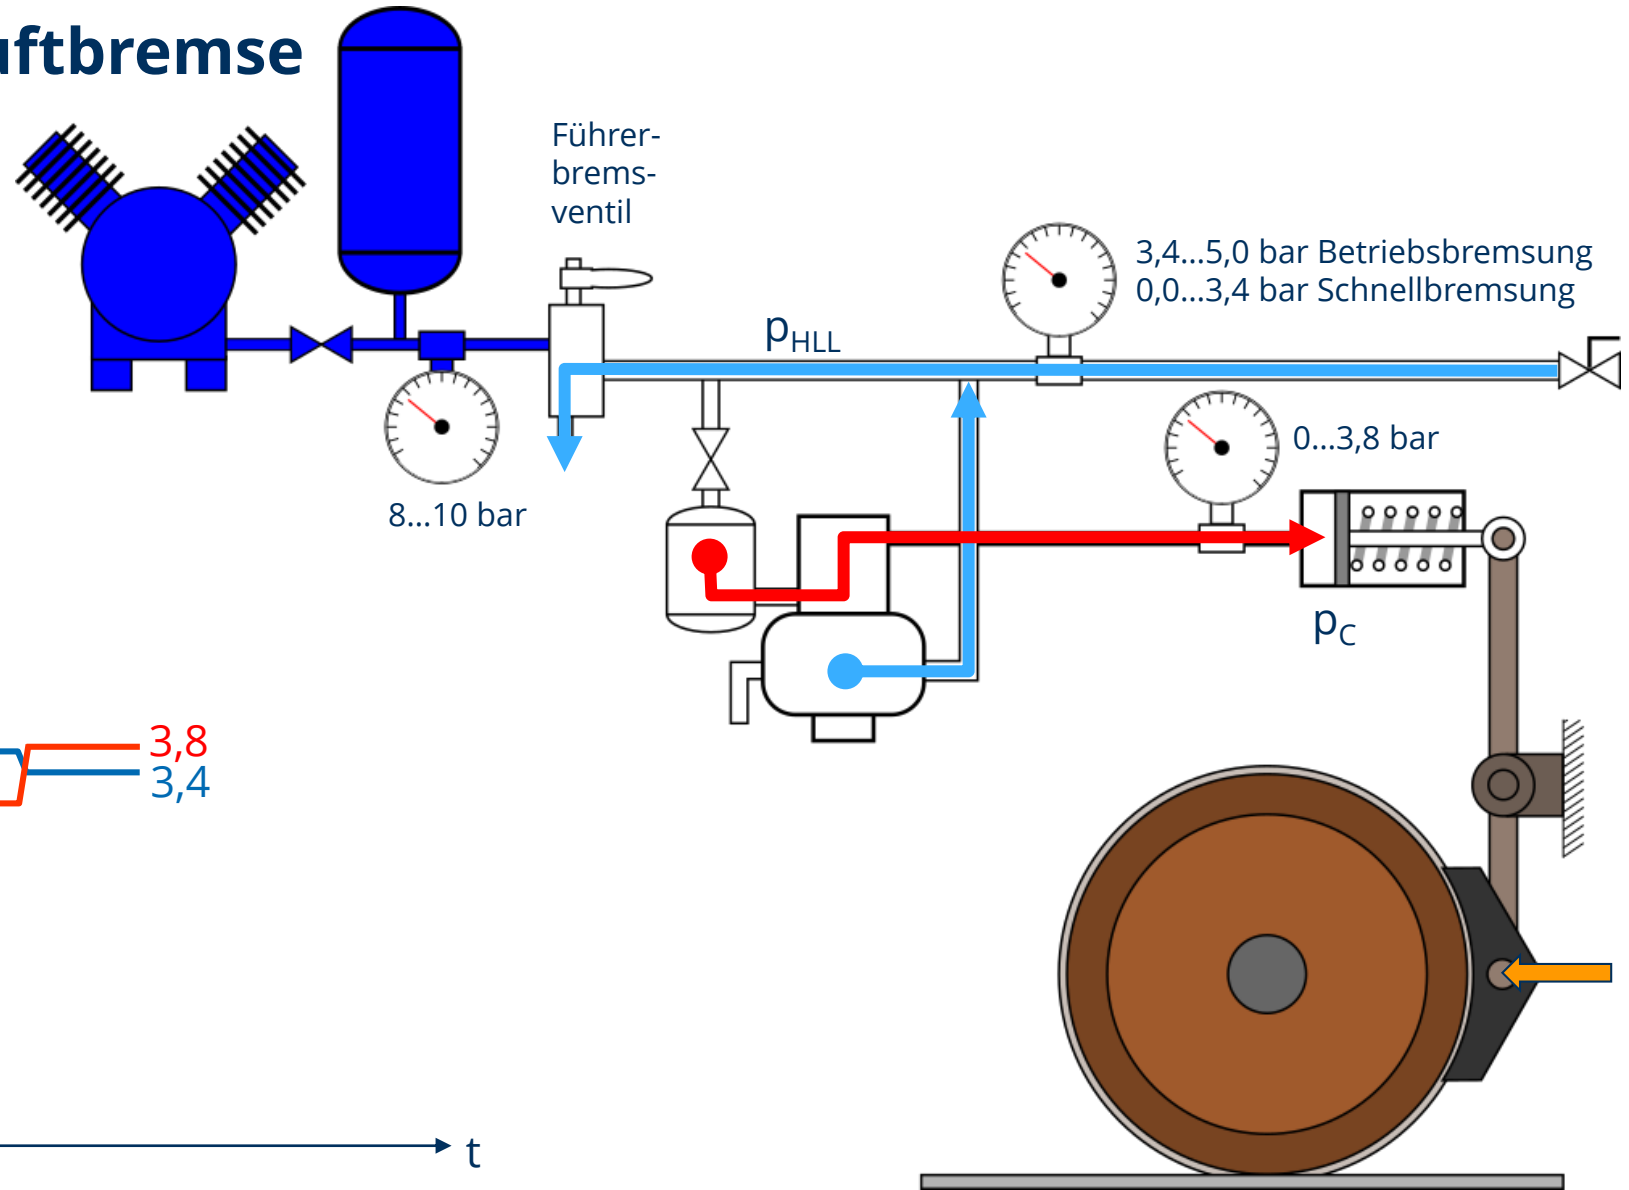 uftbremse
Führer-
brems-
ventil
3,4...5,0 bar Betriebsbremsung
0,0...3,4 bar Schnellbremsung
pHLL
0...3,8 bar
8...10 bar
pC
3,8
3,4
t